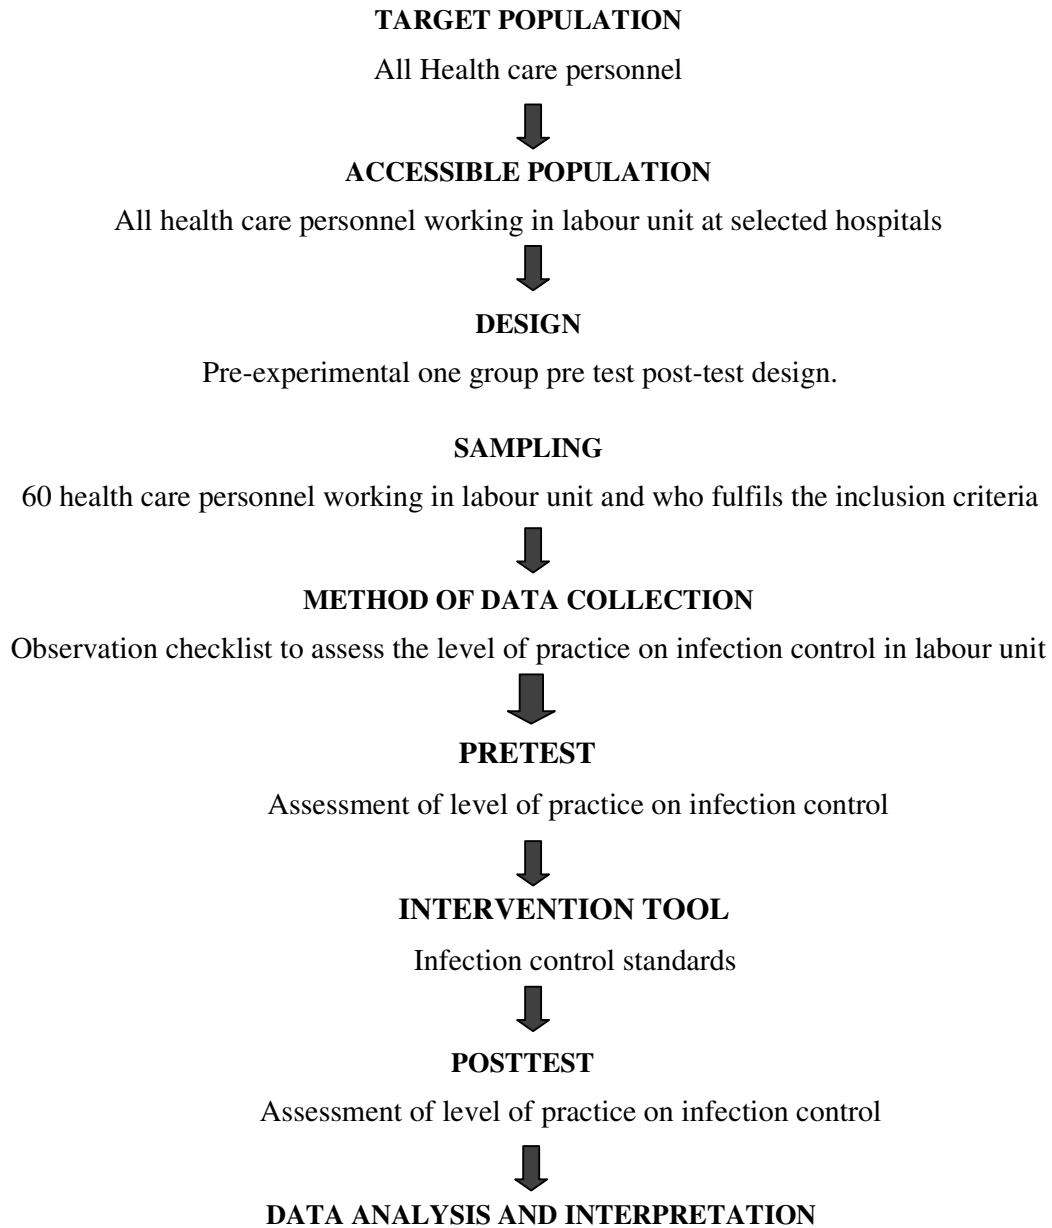 TARGET POPULATION
All Health care personnel
ACCESSIBLE POPULATION
All health care personnel working in labour unit at selected hospitals
DESIGN
Pre-experimental one group pre test post-test design.
SAMPLING
60 health care personnel working in labour unit and who fulfils the inclusion criteria
METHOD OF DATA COLLECTION
Observation checklist to assess the level of practice on infection control in labour unit
PRETEST
Assessment of level of practice on infection control
INTERVENTION TOOL
Infection control standards
POSTTEST
Assessment of level of practice on infection control
DATA ANALYSIS AND INTERPRETATION